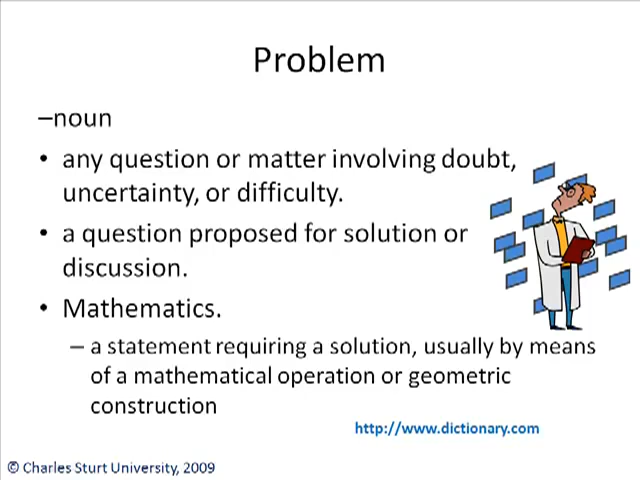 Problem
–noun
• any question or matter involving doubt,
uncertainty, or difficulty.
• a question proposed for solution or
discussion.
• Mathematics.
– a statement requiring a solution, usually by means
of a mathematical operation or geometric
construction
http://www.dictionary.com
© Charles Sturt University, 2009